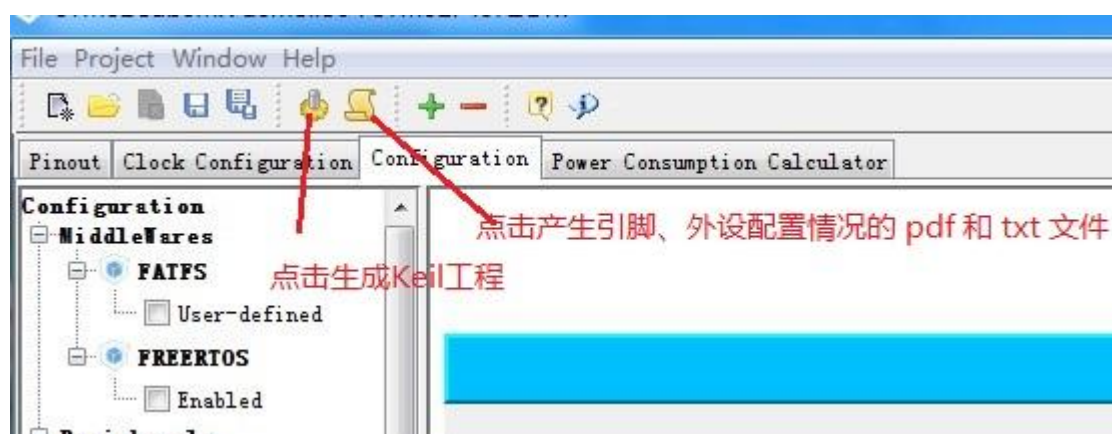 File Project Window Help
Pinout Clock Configuration Configuration Power Consumption Calculator
Configuration
MiddleWares
FATFS
User-defined
FREERTOS
Enabled
点击产生引脚、外设配置情况的 pdf 和 txt 文件
点击生成Keil工程